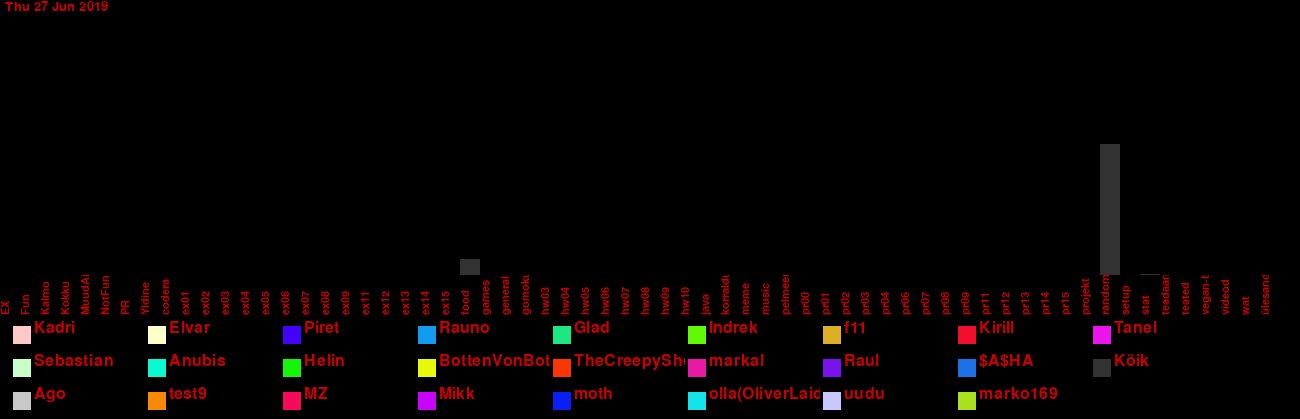 Thu 27 Jun 2019
EX Fun Kalmo Kokku MuudAi NotFun PR Yldine codera ex01 ex02 ex03 ex04 ex05 ex06 ex07 ex08 ex09 ex11 ex12 ex13 ex14 ex15 food games general gomoku hw03 hw04 hw05 hw06 hw07 hw08 hw09 hw10 java korraldu meme music pelmeen pr00 pr01 pr02 pr03 pr04 pr06 pr07 pr08 pr09 pr11 pr12 pr13 pr14 pr15 projekt random setup stat teadaan teated vegan-t videod wat ülesand
Kadri Elvar Piret Rauno Glad Indrek f11 Kirill Tanel
Sebastian Anubis Helin BottenVonBot TheCreepyShe markal Raul $A$HA Kõik
Ago test9 MZ Mikk moth olla(OliverLaid uudu marko169